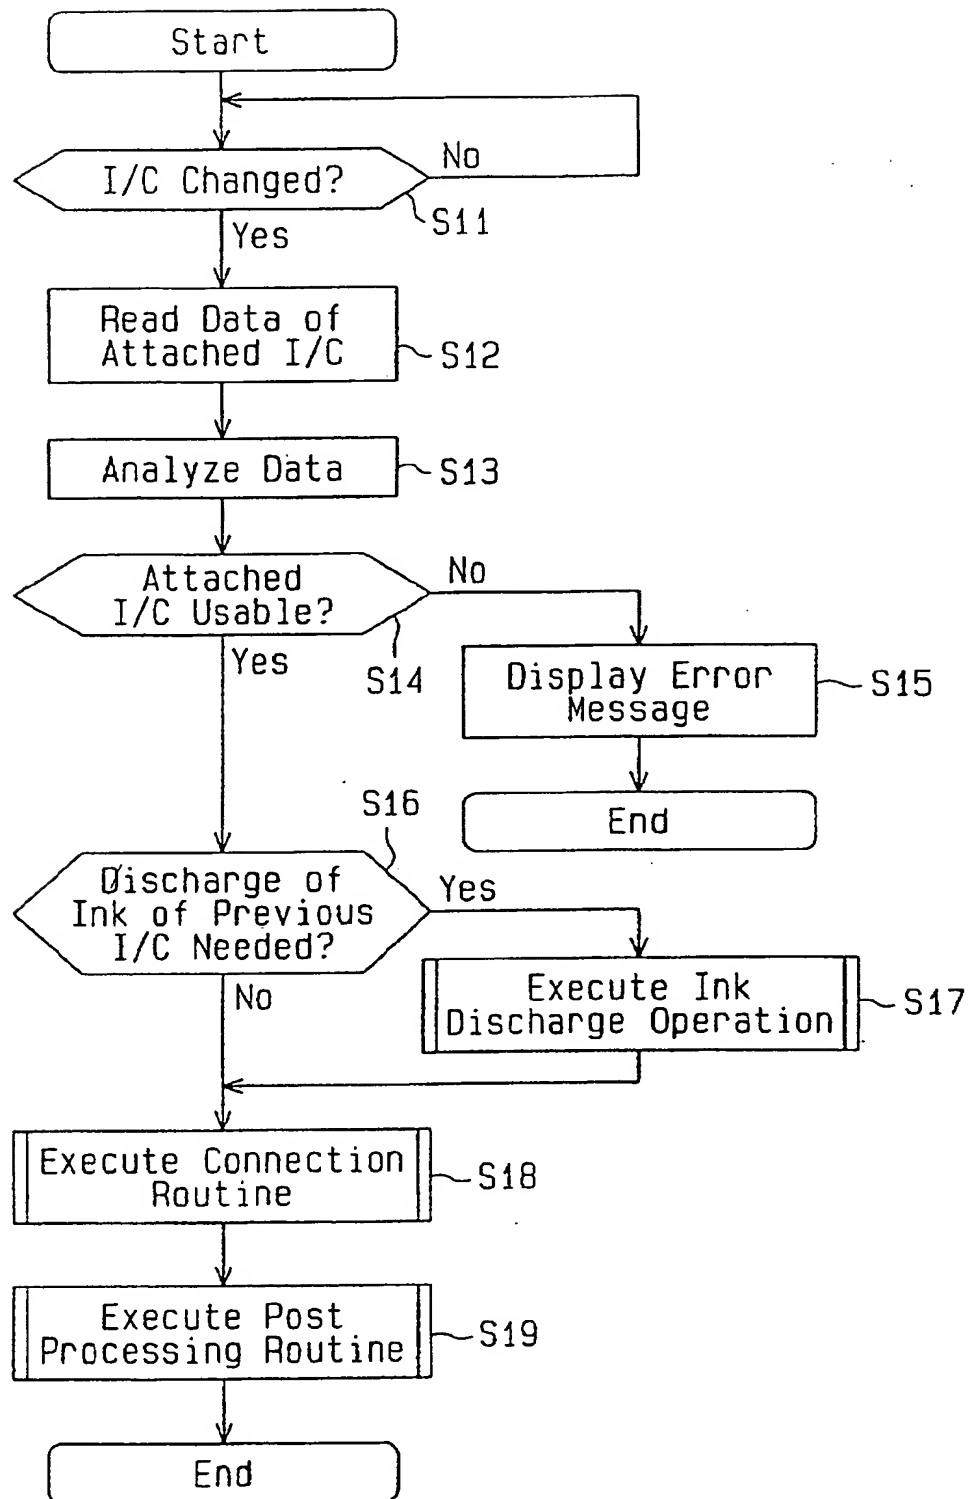 Start
No
I/C Changed?
S11
Yes
Read Data of
Attached I/C
S12
Analyze Data
S13
Attached
I/C Usable?
No
S14
Yes
Display Error
Message
S15
End
S16
Discharge of
Ink of Previous
I/C Needed?
Yes
No
Execute Ink
Discharge Operation
S17
Execute Connection
Routine
S18
Execute Post
Processing Routine
S19
End